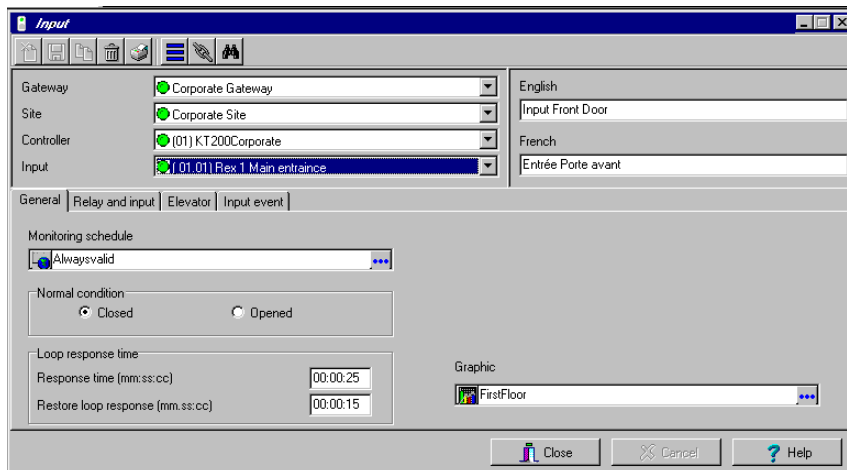 Input
Gateway
Corporate Gateway
Site
Corporate Site
Controller
(01) KT200Corporate
Input
( 01.01) Rex 1 Main entraince
English
Input Front Door
French
Entrée Porte avant
General Relay and input Elevator Input event
Monitoring schedule
Alwaysvalid
Normal condition
Closed Opened
Loop response time
Response time (mm:ss:cc) 00:00:25
Restore loop response (mm.ss:cc) 00:00:15
Graphic
FirstFloor
Close Cancel Help